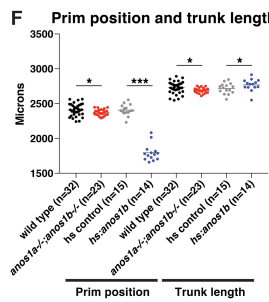 F Prim position and trunk length
3500
3000
2500
2000
1500
Microns
* *** * *
wild type (n=32)
anos1a-/-;anos1b-/- (n=23)
hs control (n=15)
hs:anos1b (n=14)
wild type (n=32)
anos1a-/-;anos1b-/- (n=23)
hs control (n=15)
hs:anos1b (n=14)
Prim position Trunk length